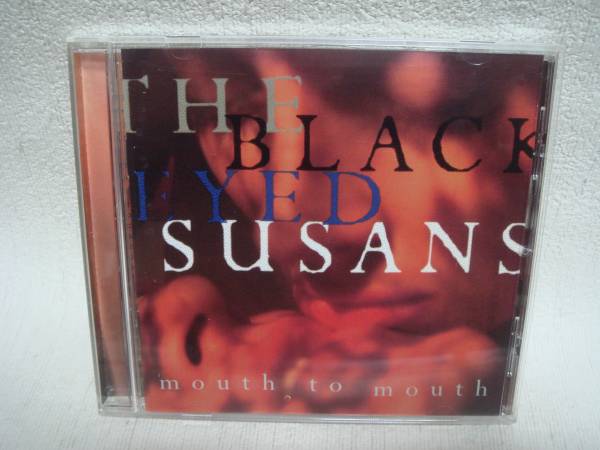 THE
BLACK
EYED
SUSANS
mouth to mouth